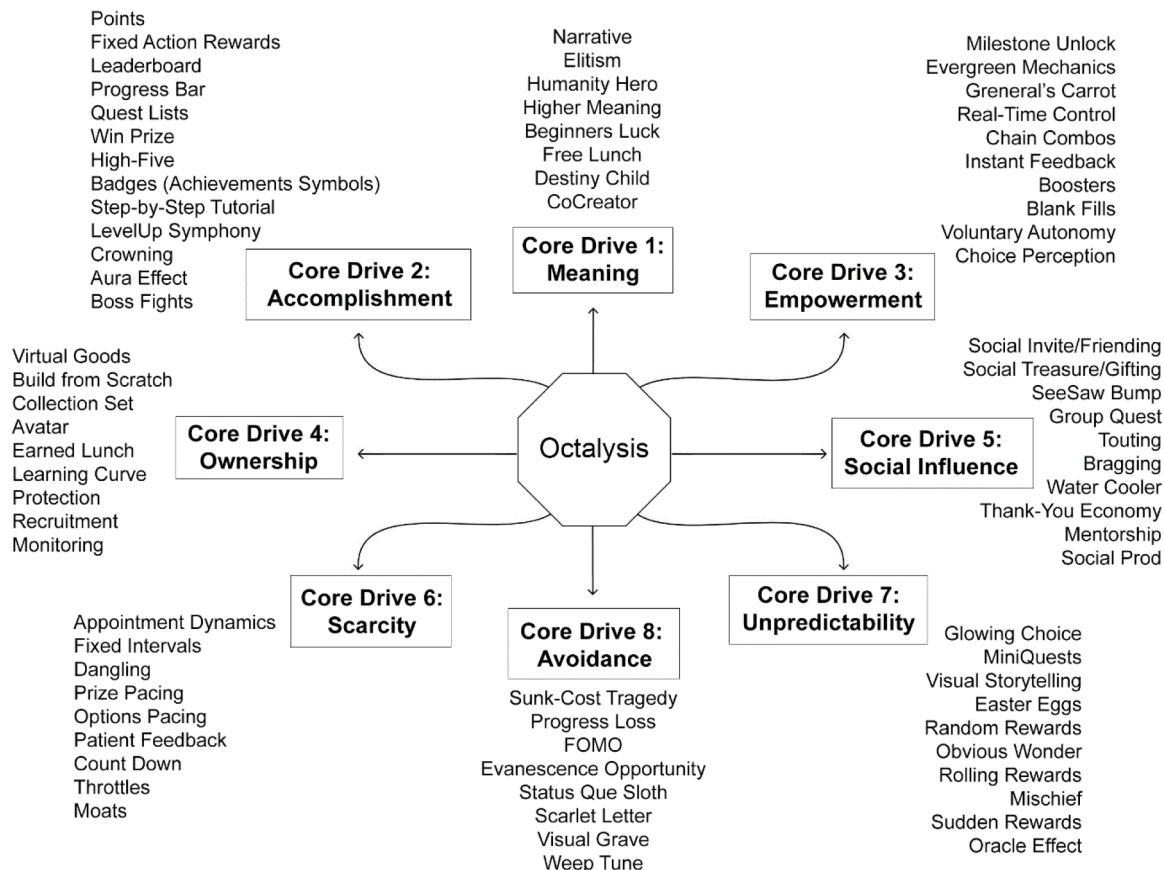 Points
Fixed Action Rewards
Leaderboard
Progress Bar
Quest Lists
Win Prize
High-Five
Badges (Achievements Symbols)
Step-by-Step Tutorial
LevelUp Symphony
Crowning
Aura Effect
Boss Fights
Core Drive 2:
Accomplishment
Narrative
Elitism
Humanity Hero
Higher Meaning
Beginners Luck
Free Lunch
Destiny Child
CoCreator
Core Drive 1:
Meaning
Milestone Unlock
Evergreen Mechanics
Greneral's Carrot
Real-Time Control
Chain Combos
Instant Feedback
Boosters
Blank Fills
Voluntary Autonomy
Choice Perception
Core Drive 3:
Empowerment
Virtual Goods
Build from Scratch
Collection Set
Avatar
Earned Lunch
Learning Curve
Protection
Recruitment
Monitoring
Core Drive 4:
Ownership
Octalysis
Core Drive 5:
Social Influence
Social Invite/Friending
Social Treasure/Gifting
SeeSaw Bump
Group Quest
Touting
Bragging
Water Cooler
Thank-You Economy
Mentorship
Social Prod
Core Drive 6:
Scarcity
Appointment Dynamics
Fixed Intervals
Dangling
Prize Pacing
Options Pacing
Patient Feedback
Count Down
Throttles
Moats
Core Drive 8:
Avoidance
Sunk-Cost Tragedy
Progress Loss
FOMO
Evanescence Opportunity
Status Que Sloth
Scarlet Letter
Visual Grave
Weep Tune
Core Drive 7:
Unpredictability
Glowing Choice
MiniQuests
Visual Storytelling
Easter Eggs
Random Rewards
Obvious Wonder
Rolling Rewards
Mischief
Sudden Rewards
Oracle Effect